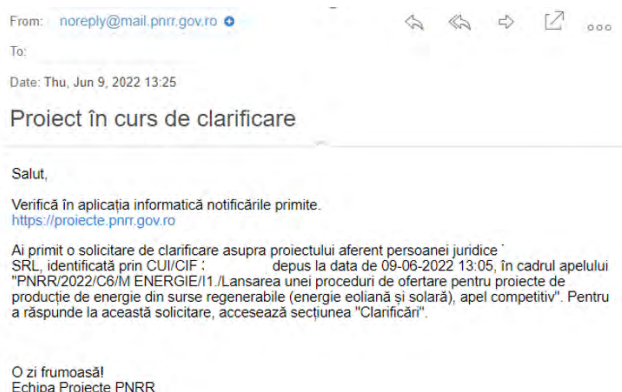 From: noreply@mail.pnrr.gov.ro
To:
Date: Thu, Jun 9, 2022 13:25
Proiect în curs de clarificare
Salut,
Verifică în aplicația informatică notificările primite.
https://proiecte.pnrr.gov.ro
Ai primit o solicitare de clarificare asupra proiectului aferent persoanei juridice
SRL, identificată prin CUI/CIF : depus la data de 09-06-2022 13:05, în cadrul apelului
"PNRR/2022/C6/M ENERGIE/I1./Lansarea unei proceduri de ofertare pentru proiecte de
producție de energie din surse regenerabile (energie eoliană și solară), apel competitiv". Pentru
a răspunde la această solicitare, accesează secțiunea "Clarificări".
O zi frumoasă!
Echipa Proiecte PNRR